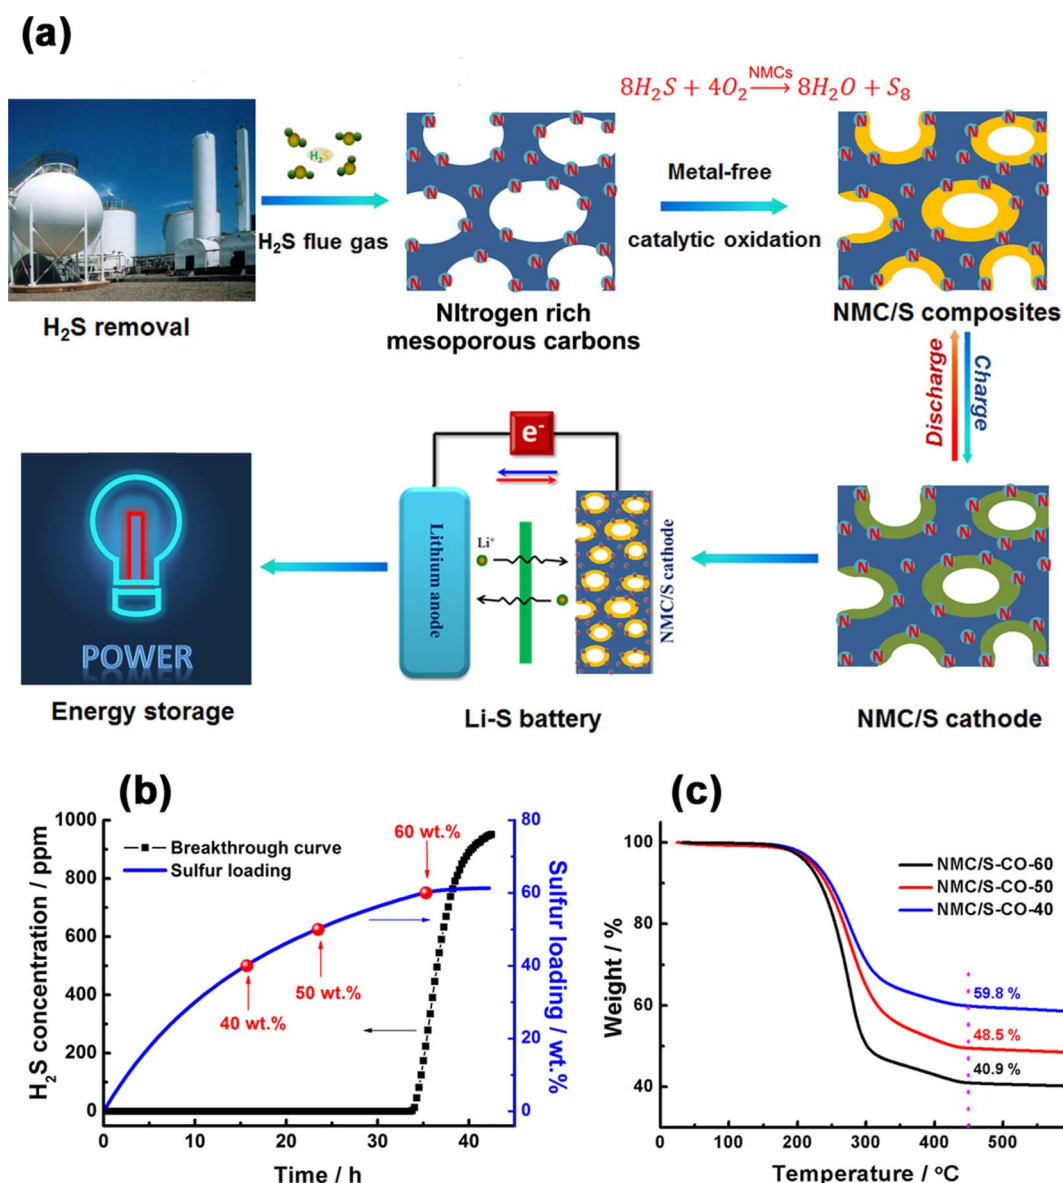 (a)
8H₂S + 4O₂ NMCs→ 8H₂O + S₈
H₂S
H₂S flue gas
Metal-free
catalytic oxidation
N N N N N N N N N N N N N N N N N N
H₂S removal
NItrogen rich
mesoporous carbons
NMC/S composites
Discharge
Charge
e-
Lithium anode
Li⁺
NMC/S cathode
POWER
Energy storage
Li-S battery
NMC/S cathode
(b)
H₂S concentration / ppm
1000
900
800
600
400
200
0
Breakthrough curve
Sulfur loading
40 wt.%
50 wt.%
60 wt.%
80
60
40
20
0
Sulfur loading / wt.%
0 10 20 30 40
Time / h
(c)
Weight / %
100
80
60
40
NMC/S-CO-60
NMC/S-CO-50
NMC/S-CO-40
59.8 %
48.5 %
40.9 %
0 100 200 300 400 500
Temperature / °C